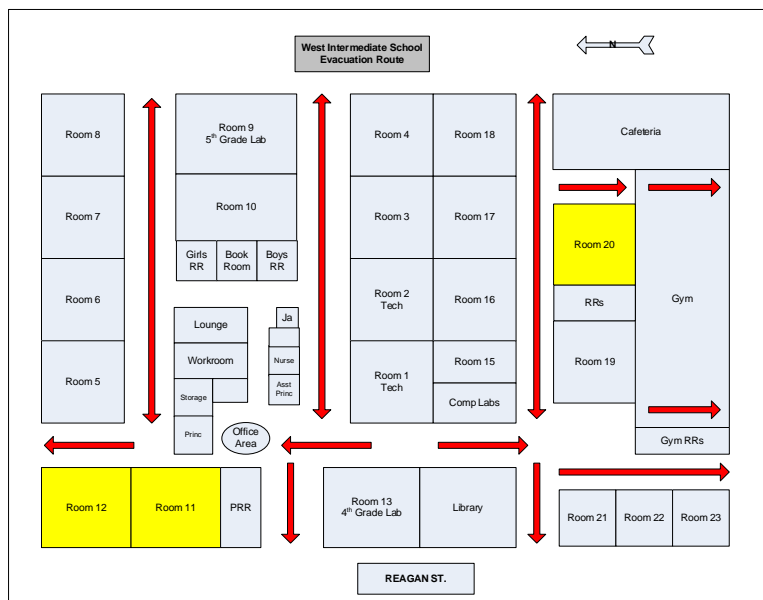 West Intermediate School
Evacuation Route
N
Room 8
Room 9
5th Grade Lab
Room 4
Room 18
Cafeteria
Room 7
Room 10
Room 3
Room 17
Room 20
Girls
RR
Book
Room
Boys
RR
Room 6
Lounge
Ja
Room 2
Tech
Room 16
RRs
Gym
Workroom
Nurse
Room 5
Storage
Asst
Princ
Room 1
Tech
Room 15
Room 19
Comp Labs
Princ
Office
Area
Gym RRs
Room 12
Room 11
PRR
Room 13
4th Grade Lab
Library
Room 21
Room 22
Room 23
REAGAN ST.